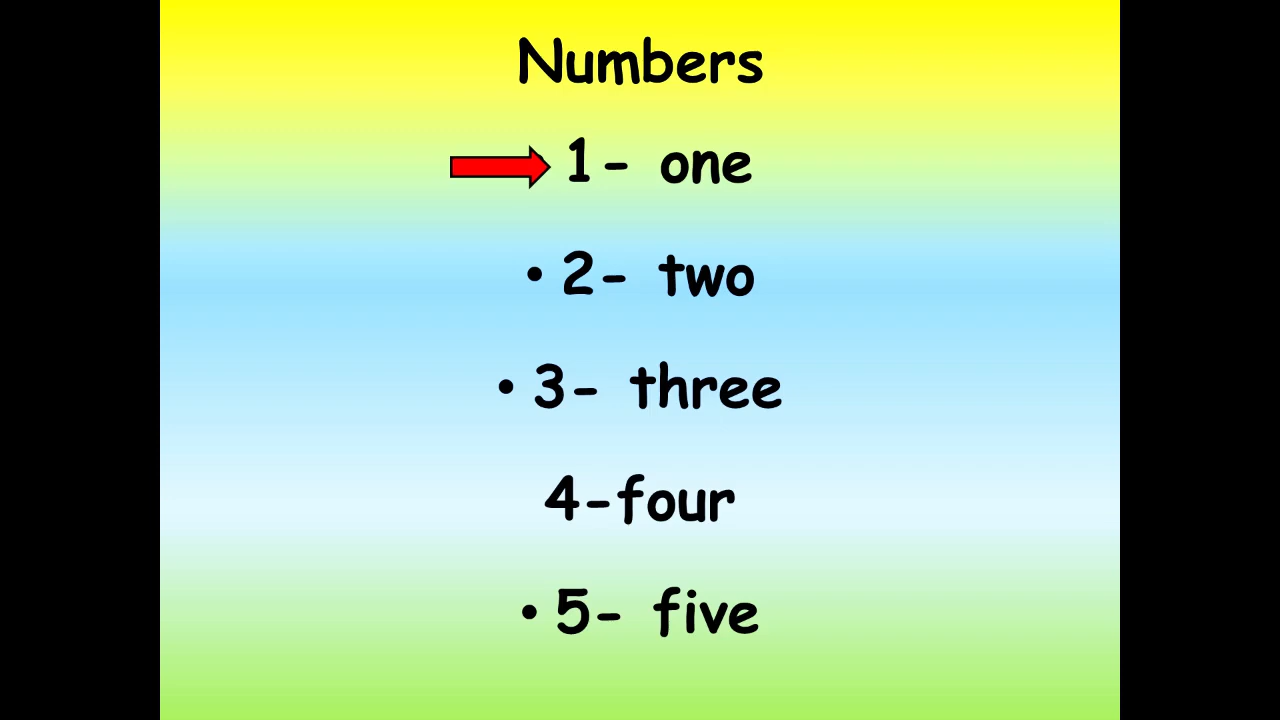 Numbers
1- one
• 2- two
• 3- three
4-four
• 5- five